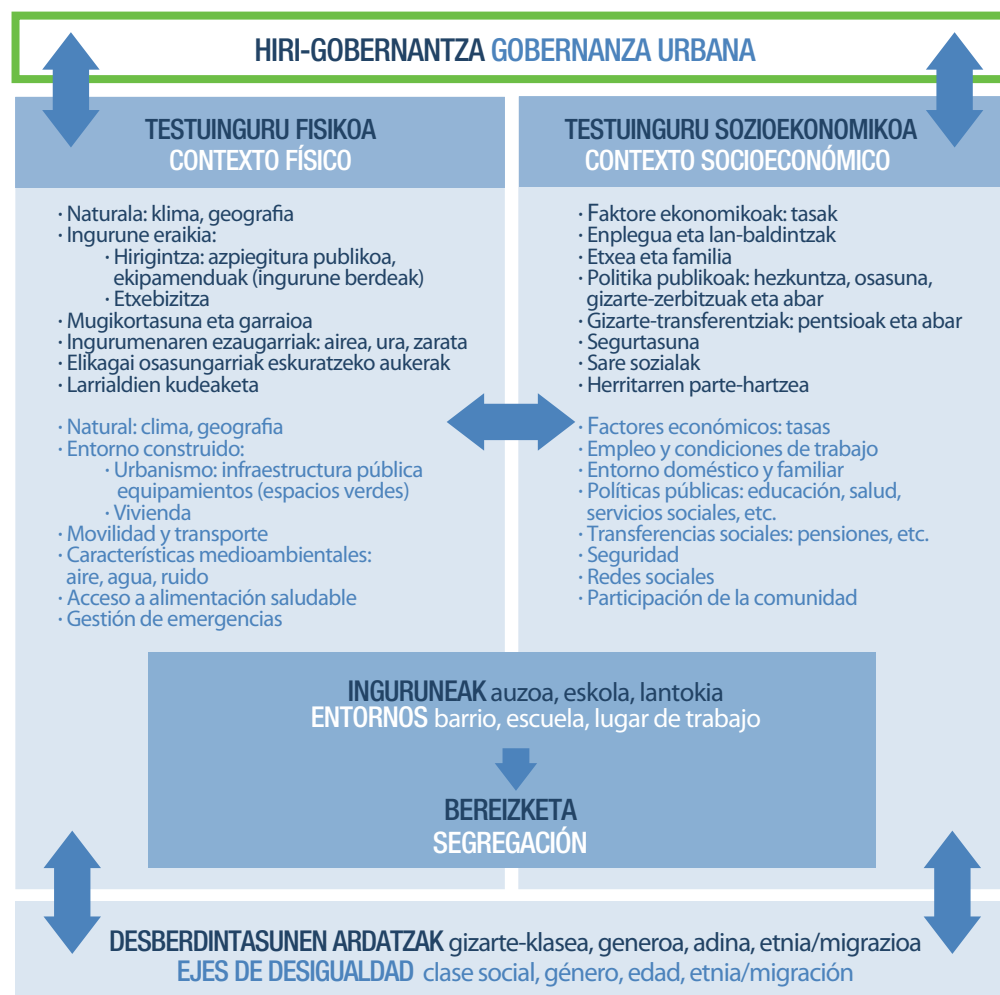 HIRI-GOBERNANTZA GOBERNANZA URBANA
TESTUINGURU FISIKOA
CONTEXTO FÍSICO
· Naturala: klima, geografia
· Ingurune eraikia:
· Hirigintza: azpiegitura publikoa,
ekipamenduak (ingurune berdeak)
· Etxebizitza
· Mugikortasuna eta garraioa
· Ingurumenaren ezaugarriak: airea, ura, zarata
· Elikagai osasungarriak eskuratzeko aukerak
· Larrialdien kudeaketa
· Natural: clima, geografia
· Entorno construido:
· Urbanismo: infraestructura pública
equipamientos (espacios verdes)
· Vivienda
· Movilidad y transporte
· Características medioambientales:
aire, agua, ruido
· Acceso a alimentación saludable
· Gestión de emergencias
TESTUINGURU SOZIOEKONOMIKOA
CONTEXTO SOCIOECONÓMICO
· Faktore ekonomikoak: tasak
· Enplegua eta lan-baldintzak
· Etxea eta familia
· Politika publikoak: hezkuntza, osasuna,
gizarte-zerbitzuak eta abar
· Gizarte-transferentziak: pentsioak eta abar
· Segurtasuna
· Sare sozialak
· Herritarren parte-hartzea
· Factores económicos: tasas
· Empleo y condiciones de trabajo
· Entorno doméstico y familiar
· Políticas públicas: educación, salud,
servicios sociales, etc.
· Transferencias sociales: pensiones, etc.
· Seguridad
· Redes sociales
· Participación de la comunidad
INGURUNEAK auzoa, eskola, lantokia
ENTORNOS barrio, escuela, lugar de trabajo
BEREIZKETA
SEGREGACIÓN
DESBERDINTASUNEN ARDATZAK gizarte-klasea, generoa, adina, etnia/migrazioa
EJES DE DESIGUALDAD clase social, género, edad, etnia/migración